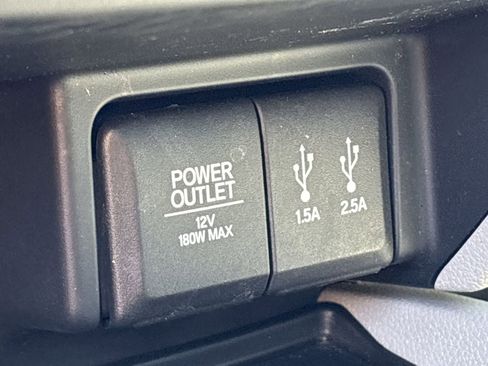 POWER
OUTLET
12V
180W MAX
1.5A 2.5A